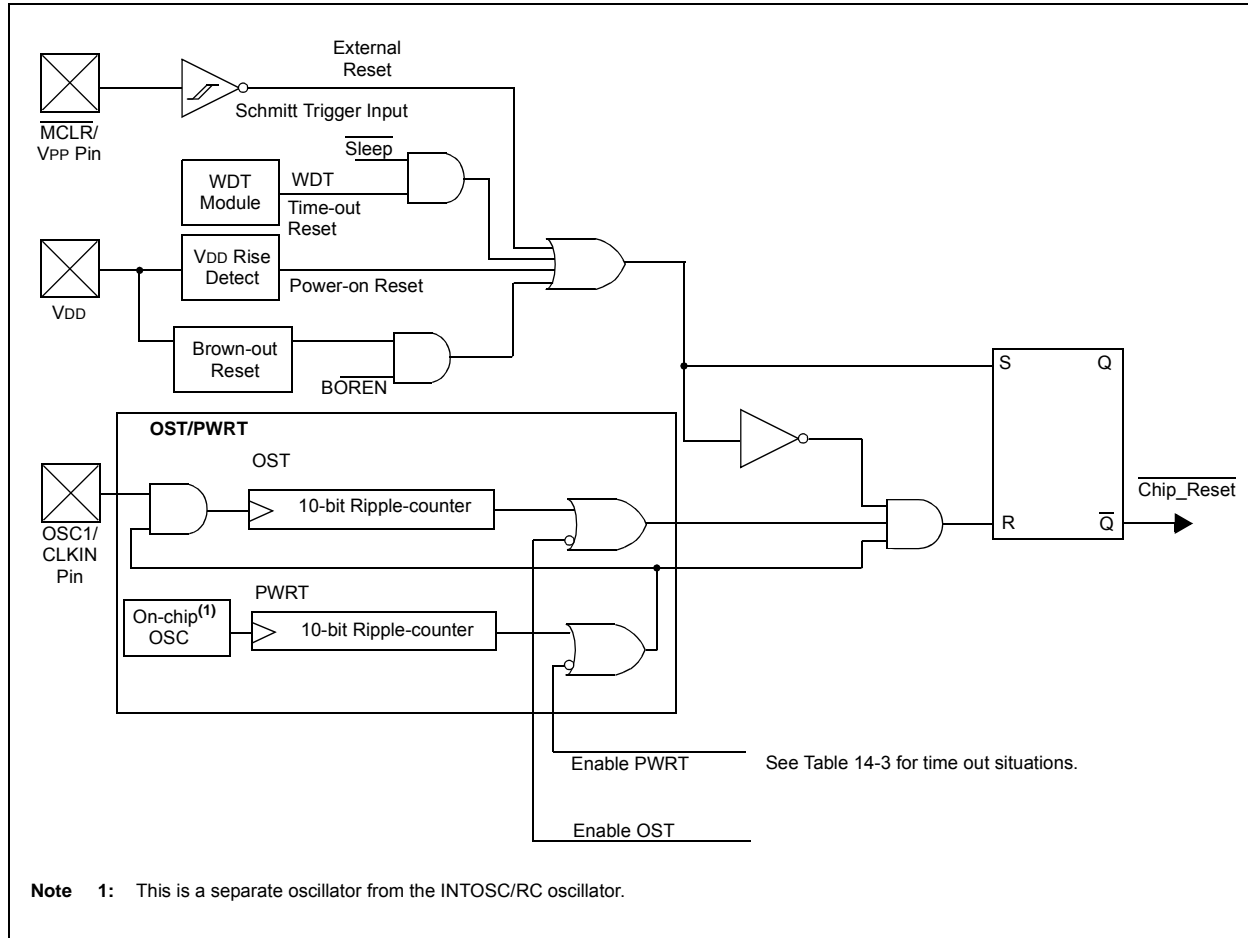 External
Reset
Schmitt Trigger Input
MCLR/
VPP Pin
Sleep
WDT
Module
WDT
Time-out
Reset
VDD Rise
Detect
Power-on Reset
VDD
Brown-out
Reset
BOREN
S
Q
OST/PWRT
OST
10-bit Ripple-counter
OSC1/
CLKIN
Pin
R
Q
Chip_Reset
PWRT
On-chip(1)
OSC
10-bit Ripple-counter
Enable PWRT
See Table 14-3 for time out situations.
Enable OST
Note 1: This is a separate oscillator from the INTOSC/RC oscillator.